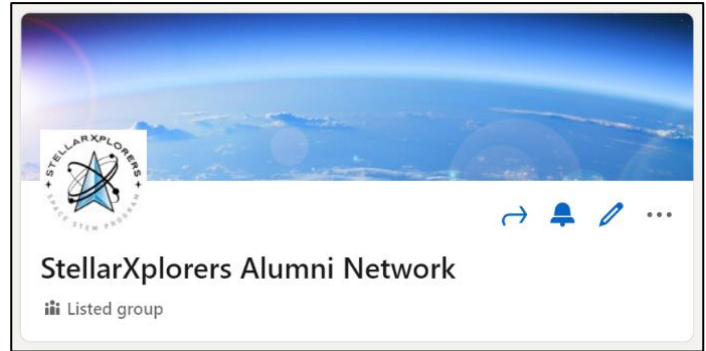 STELLARXPLORERS
SPACE STEM PROGRAM
StellarXplorers Alumni Network
Listed group